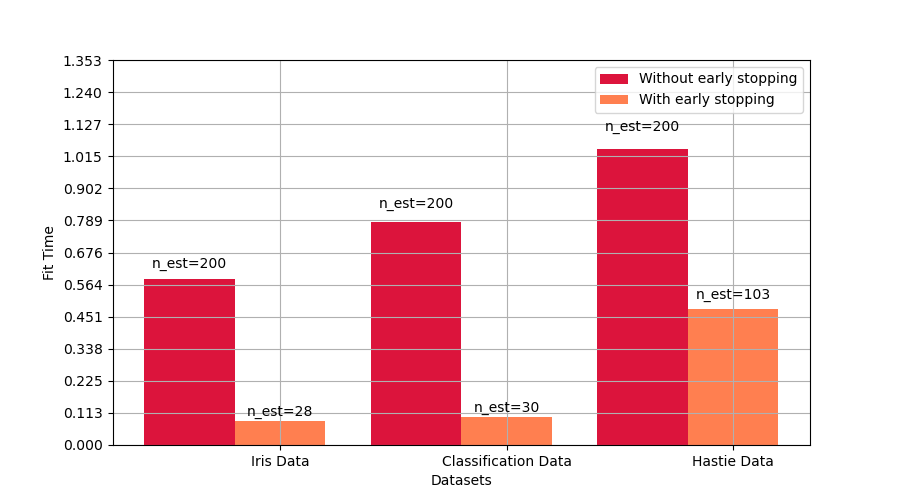 1.353
1.240
1.127
1.015
0.902
0.789
0.676
0.564
0.451
0.338
0.225
0.113
0.000
Fit Time
Without early stopping
With early stopping
n_est=200
n_est=28
n_est=200
n_est=30
n_est=200
n_est=103
Iris Data
Classification Data
Hastie Data
Datasets